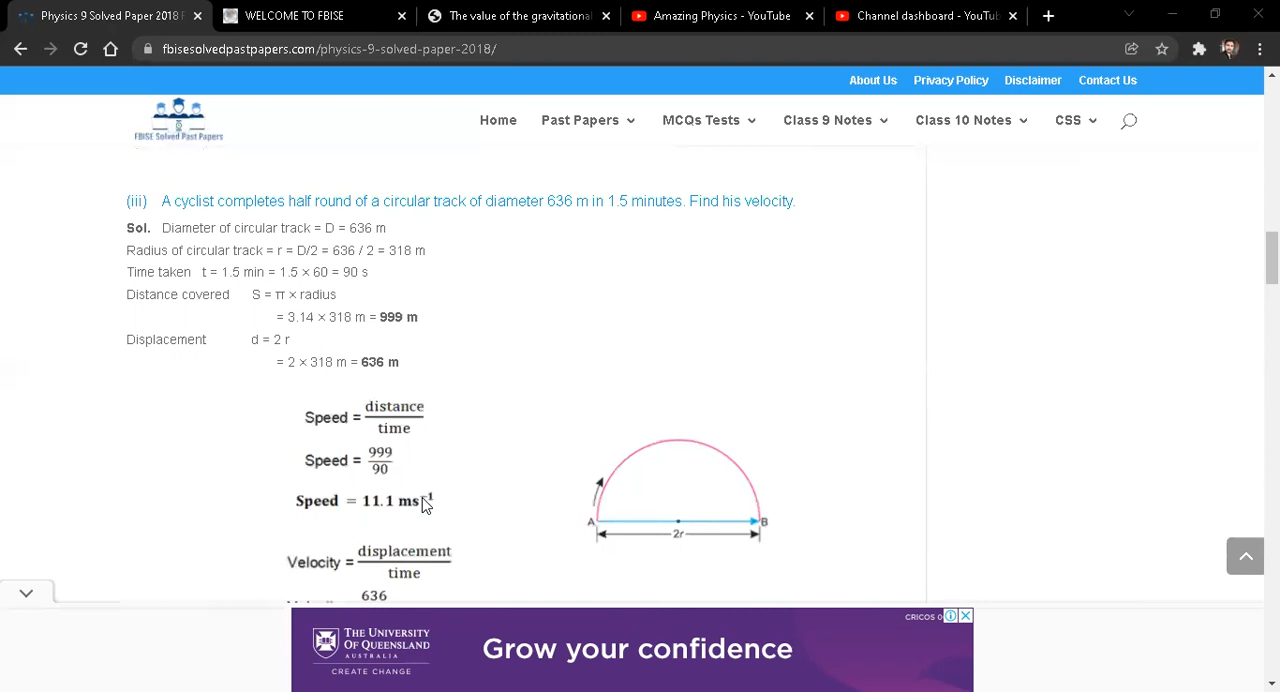 Physics 9 Solved Paper 2018 F
WELCOME TO FBISE
The value of the gravitational
Amazing Physics - YouTube
Channel dashboard - YouTub
fbisesolvedpastpapers.com/physics-9-solved-paper-2018/
About Us Privacy Policy Disclaimer Contact Us
FBISE Solved Past Papers
Home Past Papers MCQs Tests Class 9 Notes Class 10 Notes CSS
(iii) A cyclist completes half round of a circular track of diameter 636 m in 1.5 minutes. Find his velocity.
Sol. Diameter of circular track = D = 636 m
Radius of circular track = r = D/2 = 636 / 2 = 318 m
Time taken t = 1.5 min = 1.5 × 60 = 90 s
Distance covered S = π × radius
= 3.14 × 318 m = 999 m
Displacement d = 2 r
= 2 × 318 m = 636 m
Speed = distance / time
Speed = 999 / 90
Speed = 11.1 ms⁻¹
A B
2r
Velocity = displacement / time
636
CRICOS 0
THE UNIVERSITY
OF QUEENSLAND
AUSTRALIA
CREATE CHANGE
Grow your confidence